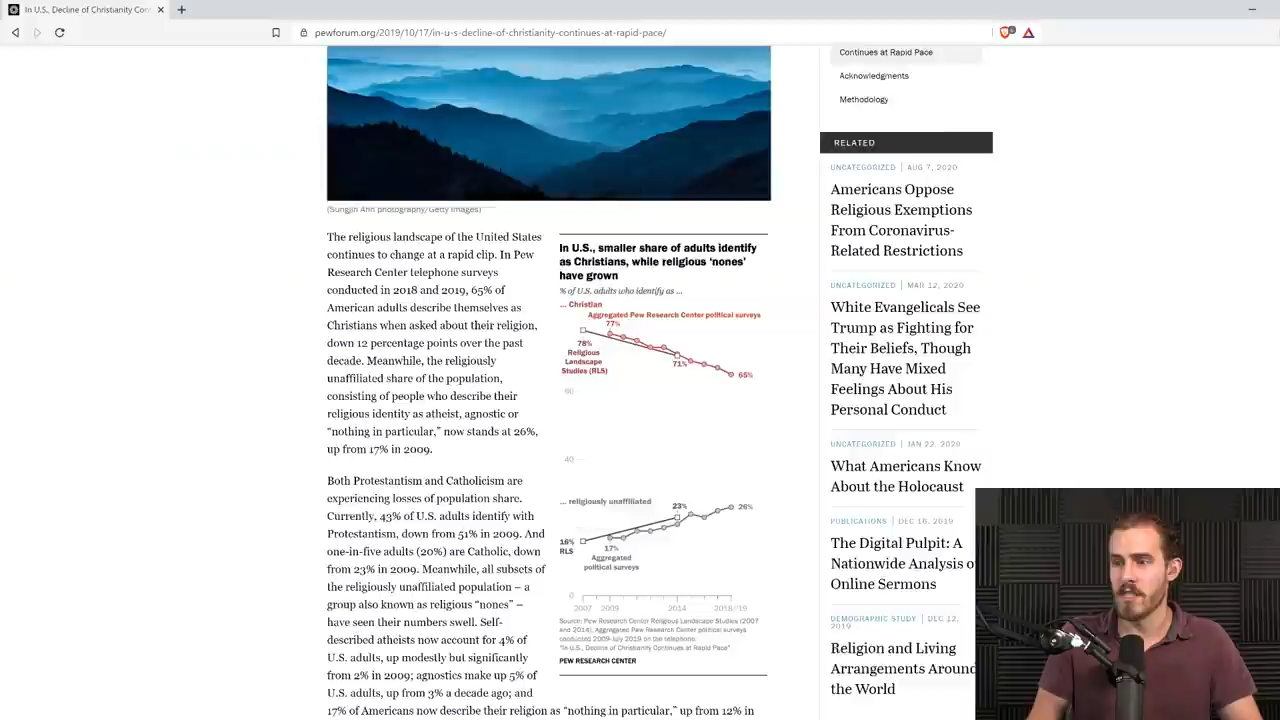 In U.S., Decline of Christianity Con
pewforum.org/2019/10/17/in-u-s-decline-of-christianity-continues-at-rapid-pace/
(Sungjin Ahn photography/Getty Images)
The religious landscape of the United States
continues to change at a rapid clip. In Pew
Research Center telephone surveys
conducted in 2018 and 2019, 65% of
American adults describe themselves as
Christians when asked about their religion,
down 12 percentage points over the past
decade. Meanwhile, the religiously
unaffiliated share of the population,
consisting of people who describe their
religious identity as atheist, agnostic or
“nothing in particular,” now stands at 26%,
up from 17% in 2009.
Both Protestantism and Catholicism are
experiencing losses of population share.
Currently, 43% of U.S. adults identify with
Protestantism, down from 51% in 2009. And
one-in-five adults (20%) are Catholic, down
from 23% in 2009. Meanwhile, all subsets of
the religiously unaffiliated population – a
group also known as religious “nones” –
have seen their numbers swell. Self-
described atheists now account for 4% of
U.S. adults, up modestly but significantly
from 2% in 2009; agnostics make up 5% of
U.S. adults, up from 3% a decade ago; and
17% of Americans now describe their religion as “nothing in particular,” up from 12% in
In U.S., smaller share of adults identify
as Christians, while religious ‘nones’
have grown
% of U.S. adults who identify as ...
... Christian
Aggregated Pew Research Center political surveys
77%
78%
Religious
Landscape
Studies (RLS)
71%
65%
60
40
... religiously unaffiliated
23%
26%
16%
RLS
17%
Aggregated
political surveys
0
2007 2009 2014 2018/'19
Source: Pew Research Center Religious Landscape Studies (2007
and 2014). Aggregated Pew Research Center political surveys
conducted 2009-July 2019 on the telephone.
“In U.S., Decline of Christianity Continues at Rapid Pace”
PEW RESEARCH CENTER
Continues at Rapid Pace
Acknowledgments
Methodology
RELATED
UNCATEGORIZED | AUG 7, 2020
Americans Oppose
Religious Exemptions
From Coronavirus-
Related Restrictions
UNCATEGORIZED | MAR 12, 2020
White Evangelicals See
Trump as Fighting for
Their Beliefs, Though
Many Have Mixed
Feelings About His
Personal Conduct
UNCATEGORIZED | JAN 22, 2020
What Americans Know
About the Holocaust
PUBLICATIONS | DEC 16, 2019
The Digital Pulpit: A
Nationwide Analysis o
Online Sermons
DEMOGRAPHIC STUDY | DEC 12,
2019
Religion and Living
Arrangements Around
the World